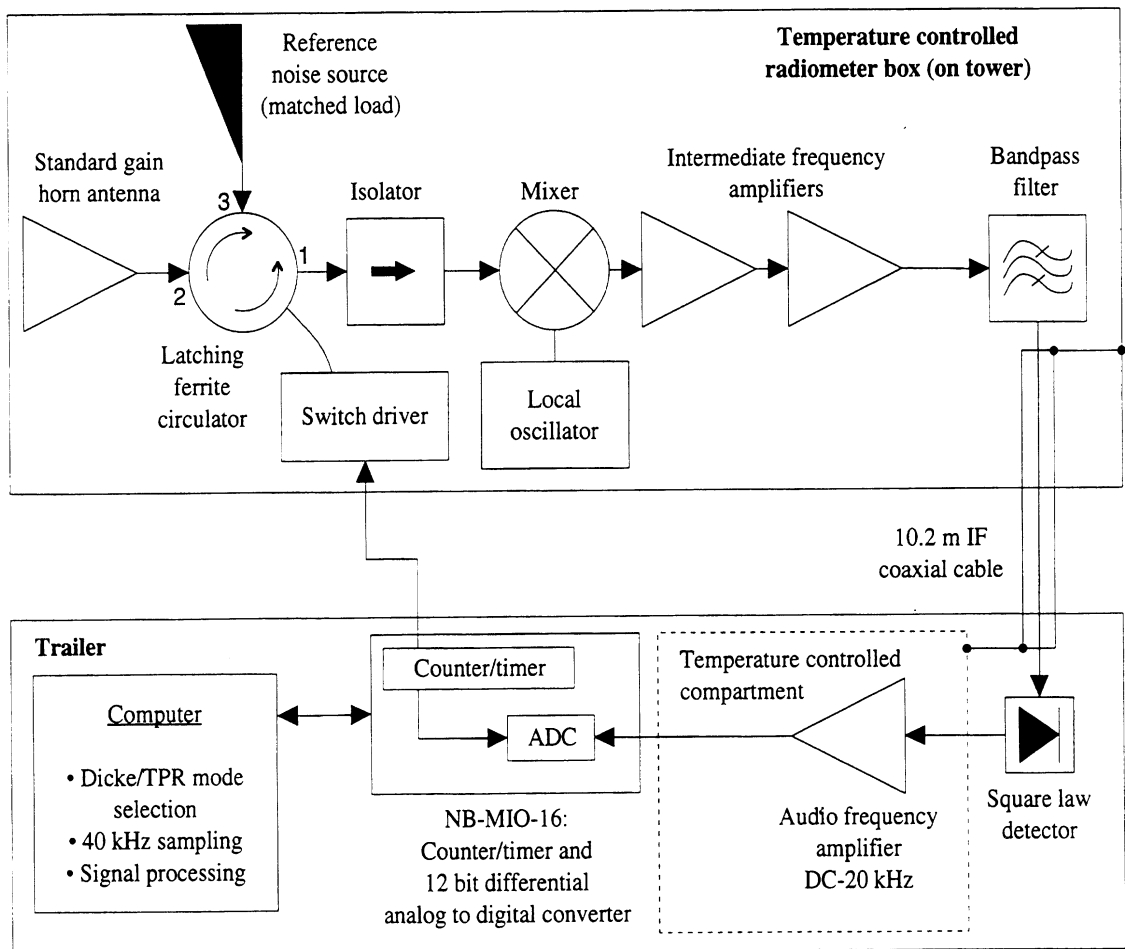 Temperature controlled
radiometer box (on tower)
Reference
noise source
(matched load)
Standard gain
horn antenna
3
2
1
Isolator
Mixer
Intermediate frequency
amplifiers
Bandpass
filter
Latching
ferrite
circulator
Switch driver
Local
oscillator
10.2 m IF
coaxial cable
Trailer
Computer
• Dicke/TPR mode
selection
• 40 kHz sampling
• Signal processing
Counter/timer
ADC
NB-MIO-16:
Counter/timer and
12 bit differential
analog to digital converter
Temperature controlled
compartment
Audio frequency
amplifier
DC-20 kHz
Square law
detector